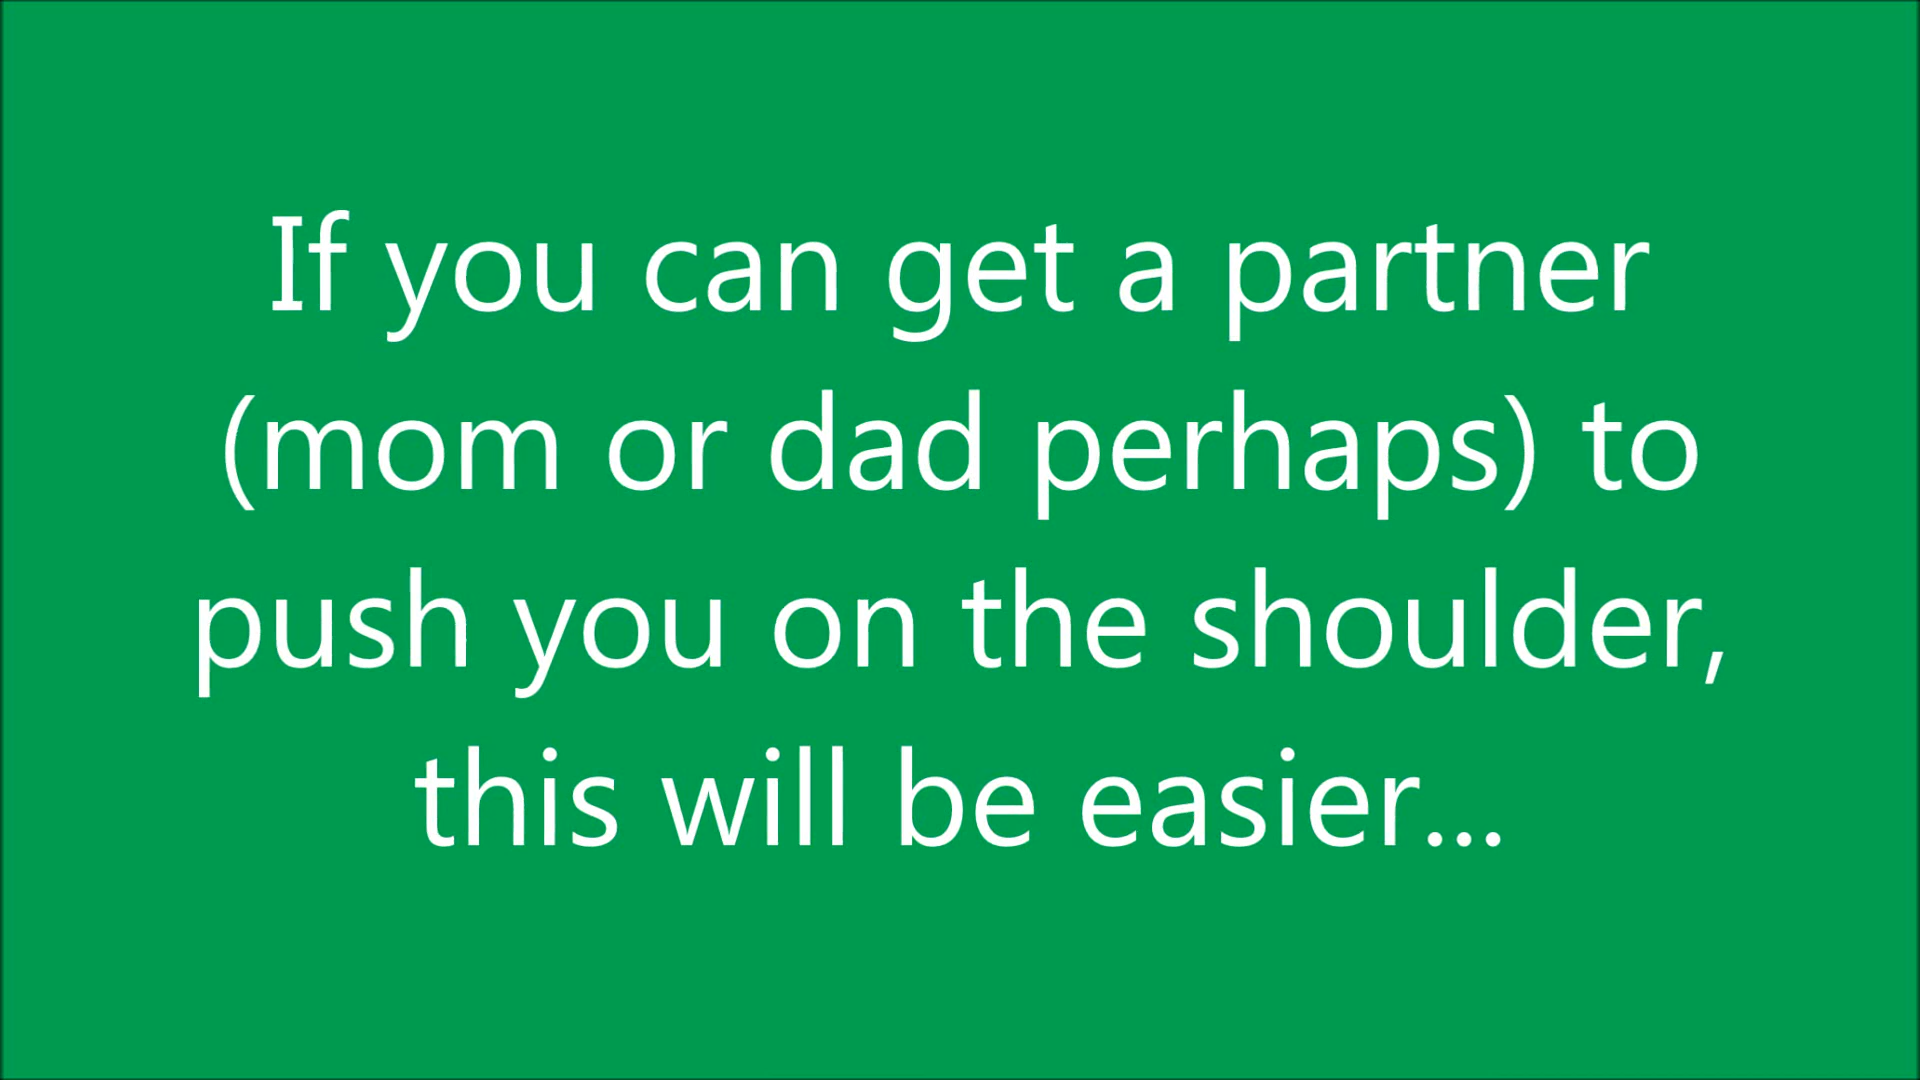 If you can get a partner
(mom or dad perhaps) to
push you on the shoulder,
this will be easier...